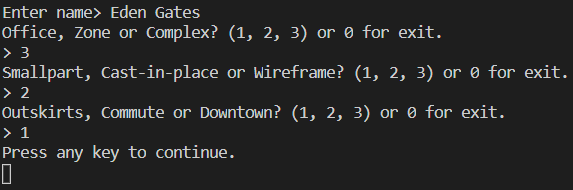 Enter name> Eden Gates
Office, Zone or Complex? (1, 2, 3) or 0 for exit.
> 3
Smallpart, Cast-in-place or Wireframe? (1, 2, 3) or 0 for exit.
> 2
Outskirts, Commute or Downtown? (1, 2, 3) or 0 for exit.
> 1
Press any key to continue.